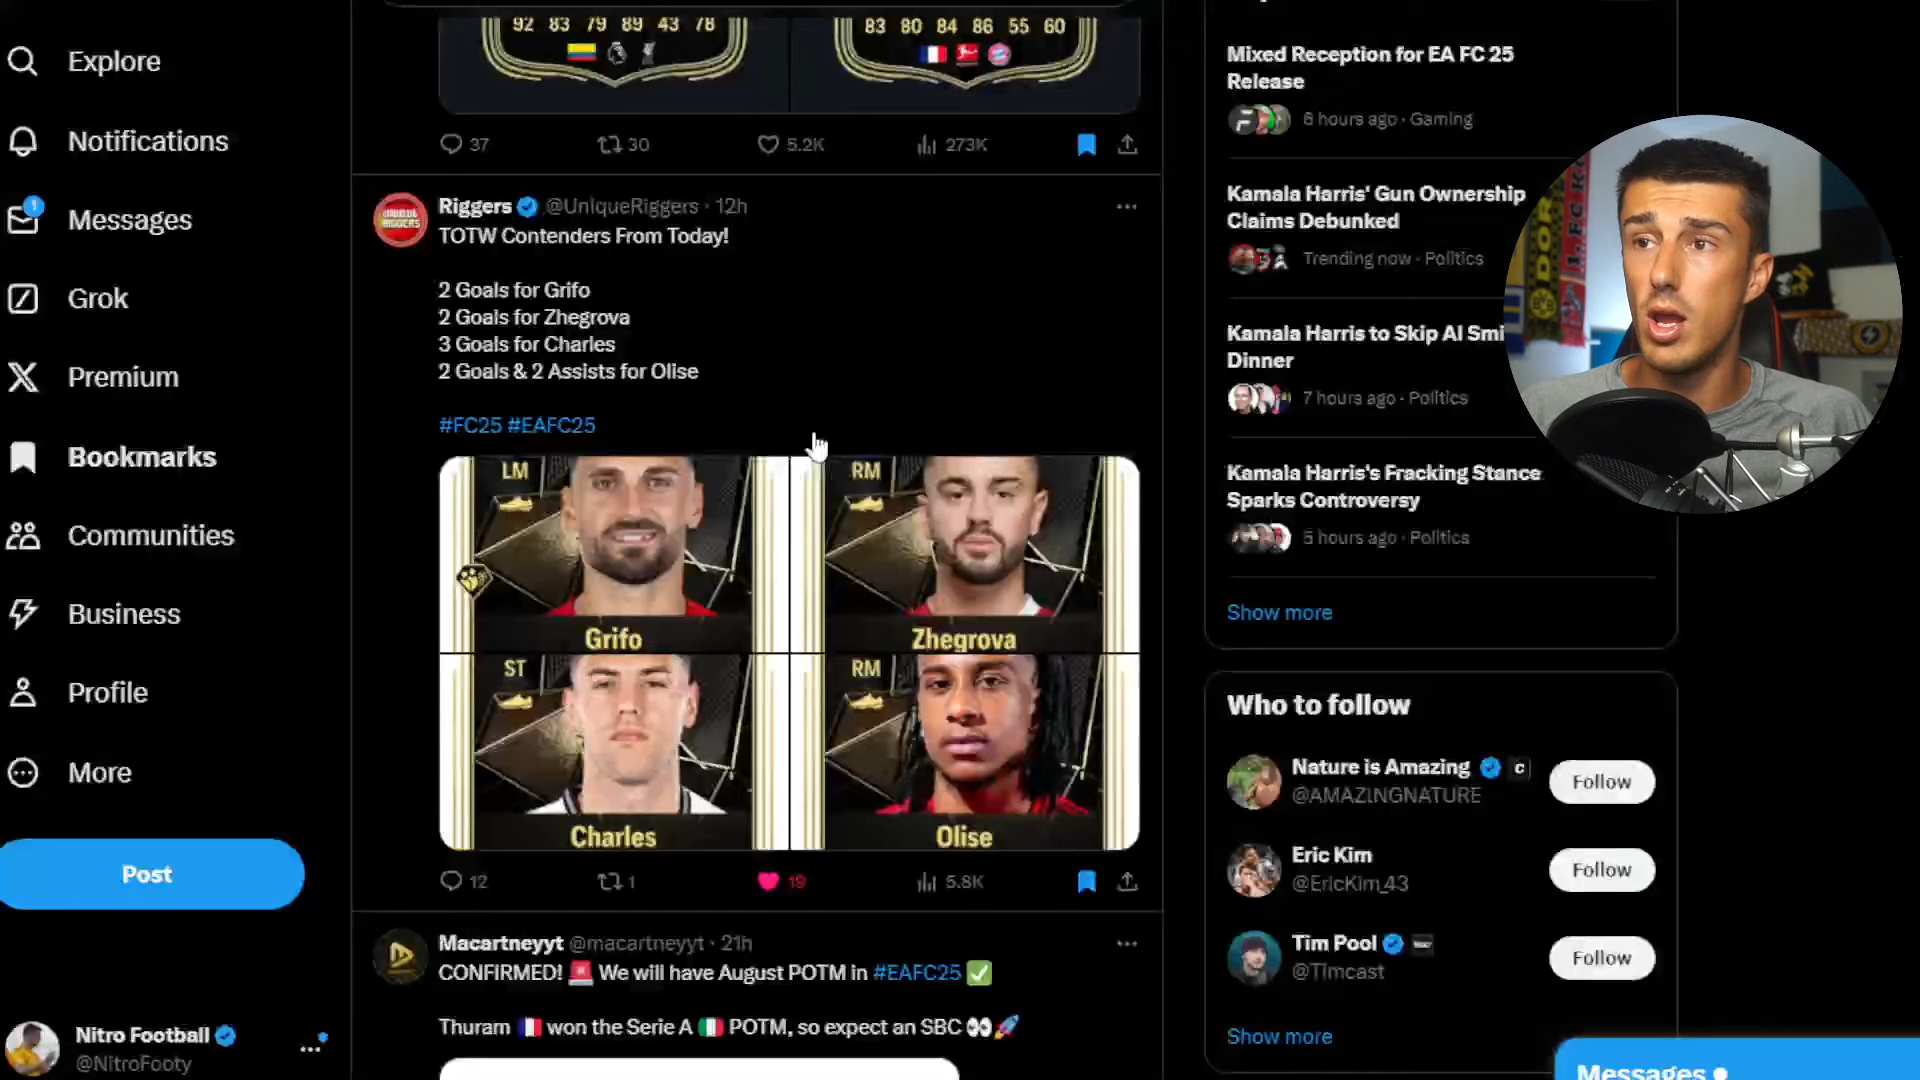 Explore
Notifications
1
Messages
Grok
Premium
Bookmarks
Communities
Business
Profile
More
Post
Nitro Football
@NitroFooty
92 83 79 89 43 78
83 80 84 86 55 60
37
30
5.2K
273K
Riggers @UniqueRiggers · 12h
TOTW Contenders From Today!
2 Goals for Grifo
2 Goals for Zhegrova
3 Goals for Charles
2 Goals & 2 Assists for Olise
#FC25 #EAFC25
LM
Grifo
RM
Zhegrova
ST
Charles
RM
Olise
12
1
19
5.8K
Macartneyyt @macartneyyt · 21h
CONFIRMED! 🚨 We will have August POTM in #EAFC25 ✅
Thuram 🇫🇷 won the Serie A 🇮🇹 POTM, so expect an SBC 👀🚀
Mixed Reception for EA FC 25
Release
6 hours ago · Gaming
Kamala Harris' Gun Ownership
Claims Debunked
Trending now · Politics
Kamala Harris to Skip Al Smi
Dinner
7 hours ago · Politics
Kamala Harris's Fracking Stance
Sparks Controversy
5 hours ago · Politics
Show more
Who to follow
Nature is Amazing
@AMAZlNGNATURE
Follow
Eric Kim
@EricKim_43
Follow
Tim Pool
@Timcast
Follow
Show more
Messages
DOR
1. FC K